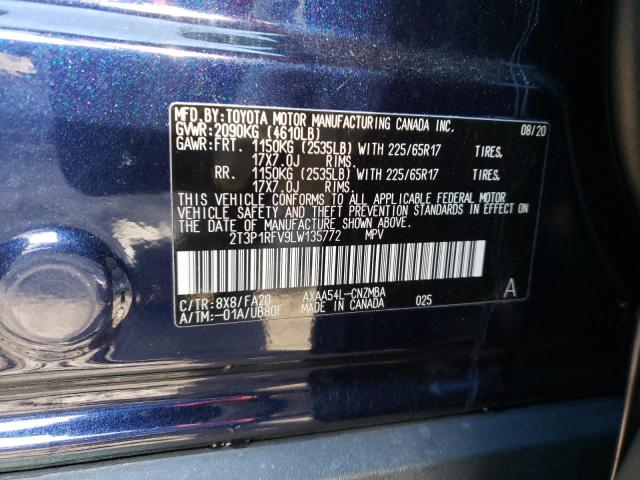 MFD.BY:TOYOTA MOTOR MANUFACTURING CANADA INC. 08/20
GVWR:2090KG (4610LB)
GAWR:FRT. 1150KG (2535LB) WITH 225/65R17 TIRES,
17X7.0J RIMS.
RR. 1150KG (2535LB) WITH 225/65R17 TIRES,
17X7.0J RIMS.
THIS VEHICLE CONFORMS TO ALL APPLICABLE FEDERAL MOTOR
VEHICLE SAFETY AND THEFT PREVENTION STANDARDS IN EFFECT ON
THE DATE OF MANUFACTURE SHOWN ABOVE.
2T3P1RFV9LW135772 MPV
C/TR:8X8/FA20 AXAA54L-CNZMBA 025 A
A/TM:-01A/UB80F MADE IN CANADA